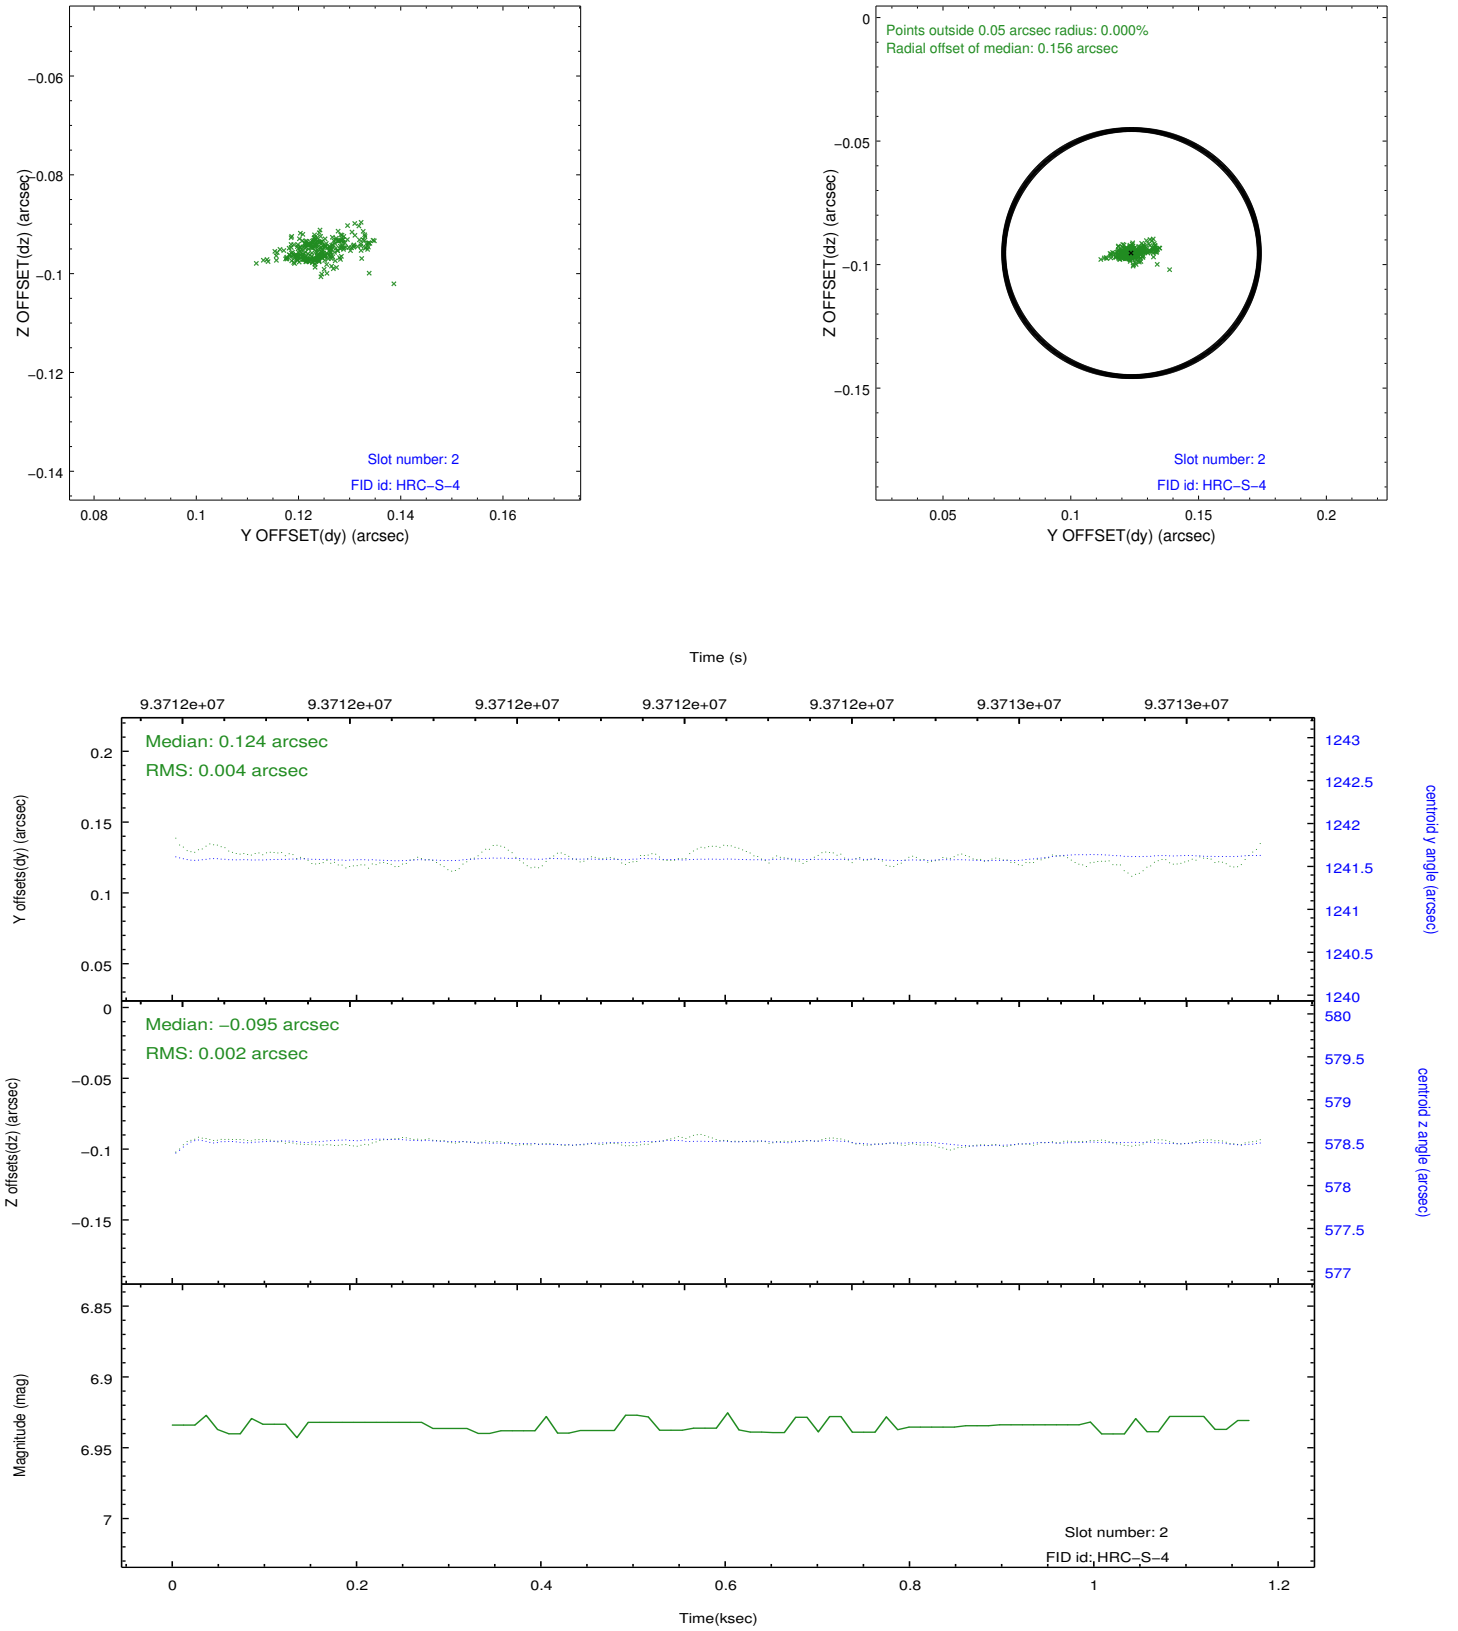 −0.06
−0.08
−0.1
−0.12
−0.14
Z OFFSET(dz) (arcsec)
Slot number: 2
FID id: HRC−S−4
0.08 0.1 0.12 0.14 0.16
Y OFFSET(dy) (arcsec)
Points outside 0.05 arcsec radius: 0.000%
Radial offset of median: 0.156 arcsec
0
−0.05
−0.1
−0.15
Z OFFSET(dz) (arcsec)
Slot number: 2
FID id: HRC−S−4
0.05 0.1 0.15 0.2
Y OFFSET(dy) (arcsec)
Time (s)
9.3712e+07 9.3712e+07 9.3712e+07 9.3712e+07 9.3712e+07 9.3713e+07 9.3713e+07
Median: 0.124 arcsec
RMS: 0.004 arcsec
0.2
0.15
0.1
0.05
Y offsets(dy) (arcsec)
1243
1242.5
1242
1241.5
1241
1240.5
1240
centroid y angle (arcsec)
Median: −0.095 arcsec
RMS: 0.002 arcsec
0
−0.05
−0.1
−0.15
Z offsets(dz) (arcsec)
580
579.5
579
578.5
578
577.5
577
centroid z angle (arcsec)
6.85
6.9
6.95
7
Magnitude (mag)
Slot number: 2
FID id: HRC−S−4
0 0.2 0.4 0.6 0.8 1 1.2
Time(ksec)